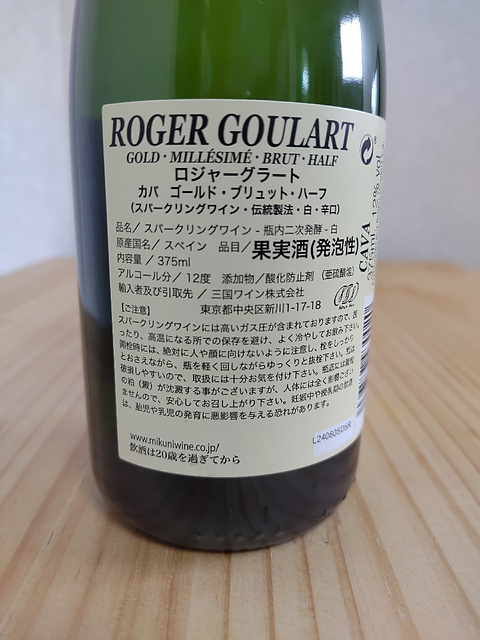 ROGER GOULART
GOLD・MILLÉSIMÉ・BRUT・HALF
ロジャーグラート
カバ ゴールド・ブリュット・ハーフ
(スパークリングワイン・伝統製法・白・辛口)
品名／スパークリングワイン - 瓶内二次発酵 - 白
原産国名／スペイン 品目／果実酒(発泡性)
内容量／375ml
アルコール分／12度 添加物／酸化防止剤（亜硫酸塩）
輸入者及び引取先／三国ワイン株式会社
東京都中央区新川1-17-18
【ご注意】
スパークリングワインには高いガス圧が含まれておりますので、
ったり、高温になる所での保存を避け、よく冷やしてお飲み下さい。
開栓時には、絶対に人や顔に向けないように注意し、栓をしっかり
とおさえながら、瓶を軽く回しながらゆっくりと抜栓下さい。
破損しやすいので、取扱には十分お気を付け下さい。
の粕（澱）が沈澱する事がございますが、人体には全く影響ござい
ませんので、安心してお召し上がり下さい。妊娠中や授乳期の飲酒
は、胎児や乳児の発育に悪影響を与える恐れがあります。
www.mikuniwine.co.jp/
飲酒は20歳を過ぎてから
CAVA
12% vol
L24060505R